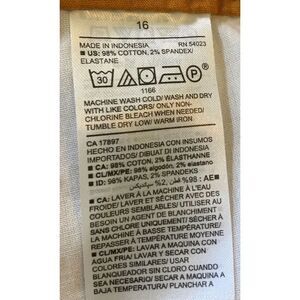 16
MADE IN INDONESIA RN 54023
■ US: 98% COTTON, 2% SPANDEX/
ELASTANE
30 P
1166
MACHINE WASH COLD/ WASH AND DRY
WITH LIKE COLORS/ ONLY NON-
CHLORINE BLEACH WHEN NEEDED/
TUMBLE DRY LOW/ WARM IRON
CA 17897
HECHO EN INDONESIA CON INSUMOS
IMPORTADOS/ DIBUAT DI INDONESIA
■ CA: 98% COTON, 2% ÉLASTHANNE
■ CL/MX/PE: 98% algodón, 2% elastano
■ ID: 98% KAPAS, 2% SPANDEKS
■ AE: 98% قطن, 2% سباندكس
■ CA: LAVER À LA MACHINE À L'EAU
FROIDE/ LAVER ET SÉCHER AVEC DES
COULEURS SIMILAIRES/ UTILISER AU
BESOIN UN AGENT DE BLANCHIMENT
SANS CHLORE UNIQUEMENT/ SÉCHER À
LA MACHINE À BASSE TEMPÉRATURE/
REPASSER À TEMPÉRATURE MOYENNE
■ CL/MX/PE: LAVAR A MAQUINA CON
AGUA FRIA/ LAVAR Y SECAR CON
COLORES SIMILARES/ USAR
BLANQUEADOR SIN CLORO CUANDO
SEA NECESARIO/ SECAR A MAQUINA A
BAJA TEMPERATURA/ PLANCHAR A